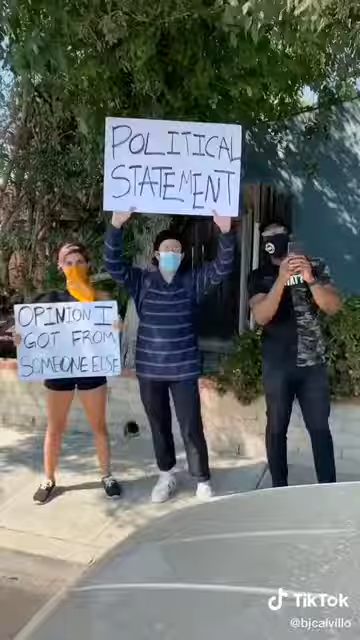 POLITICAL
STATEMENT
OPINION I
GOT FROM
SOMEONE ELSE
TikTok
@bjcalvillo